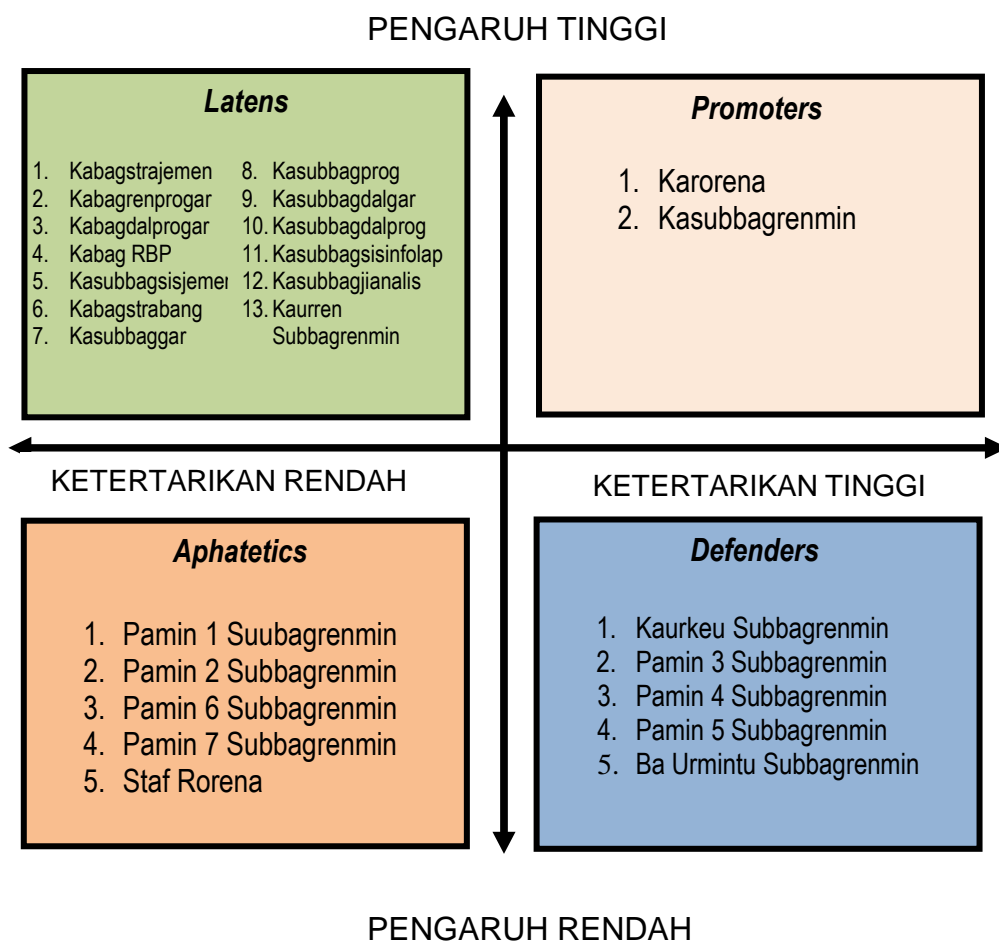 PENGARUH TINGGI
Latens
1. Kabagstrajemen
2. Kabagrenprogar
3. Kabagdalprogar
4. Kabag RBP
5. Kasubbagsisjemer
6. Kabagstrabang
7. Kasubbaggar
8. Kasubbagprog
9. Kasubbagdalgar
10. Kasubbagdalprog
11. Kasubbagsisinfolap
12. Kasubbagjianalis
13. Kaurren
Subbagrenmin
Promoters
1. Karorena
2. Kasubbagrenmin
KETERTARIKAN RENDAH
KETERTARIKAN TINGGI
Aphatetics
1. Pamin 1 Suubagrenmin
2. Pamin 2 Subbagrenmin
3. Pamin 6 Subbagrenmin
4. Pamin 7 Subbagrenmin
5. Staf Rorena
Defenders
1. Kaurkeu Subbagrenmin
2. Pamin 3 Subbagrenmin
3. Pamin 4 Subbagrenmin
4. Pamin 5 Subbagrenmin
5. Ba Urmintu Subbagrenmin
PENGARUH RENDAH